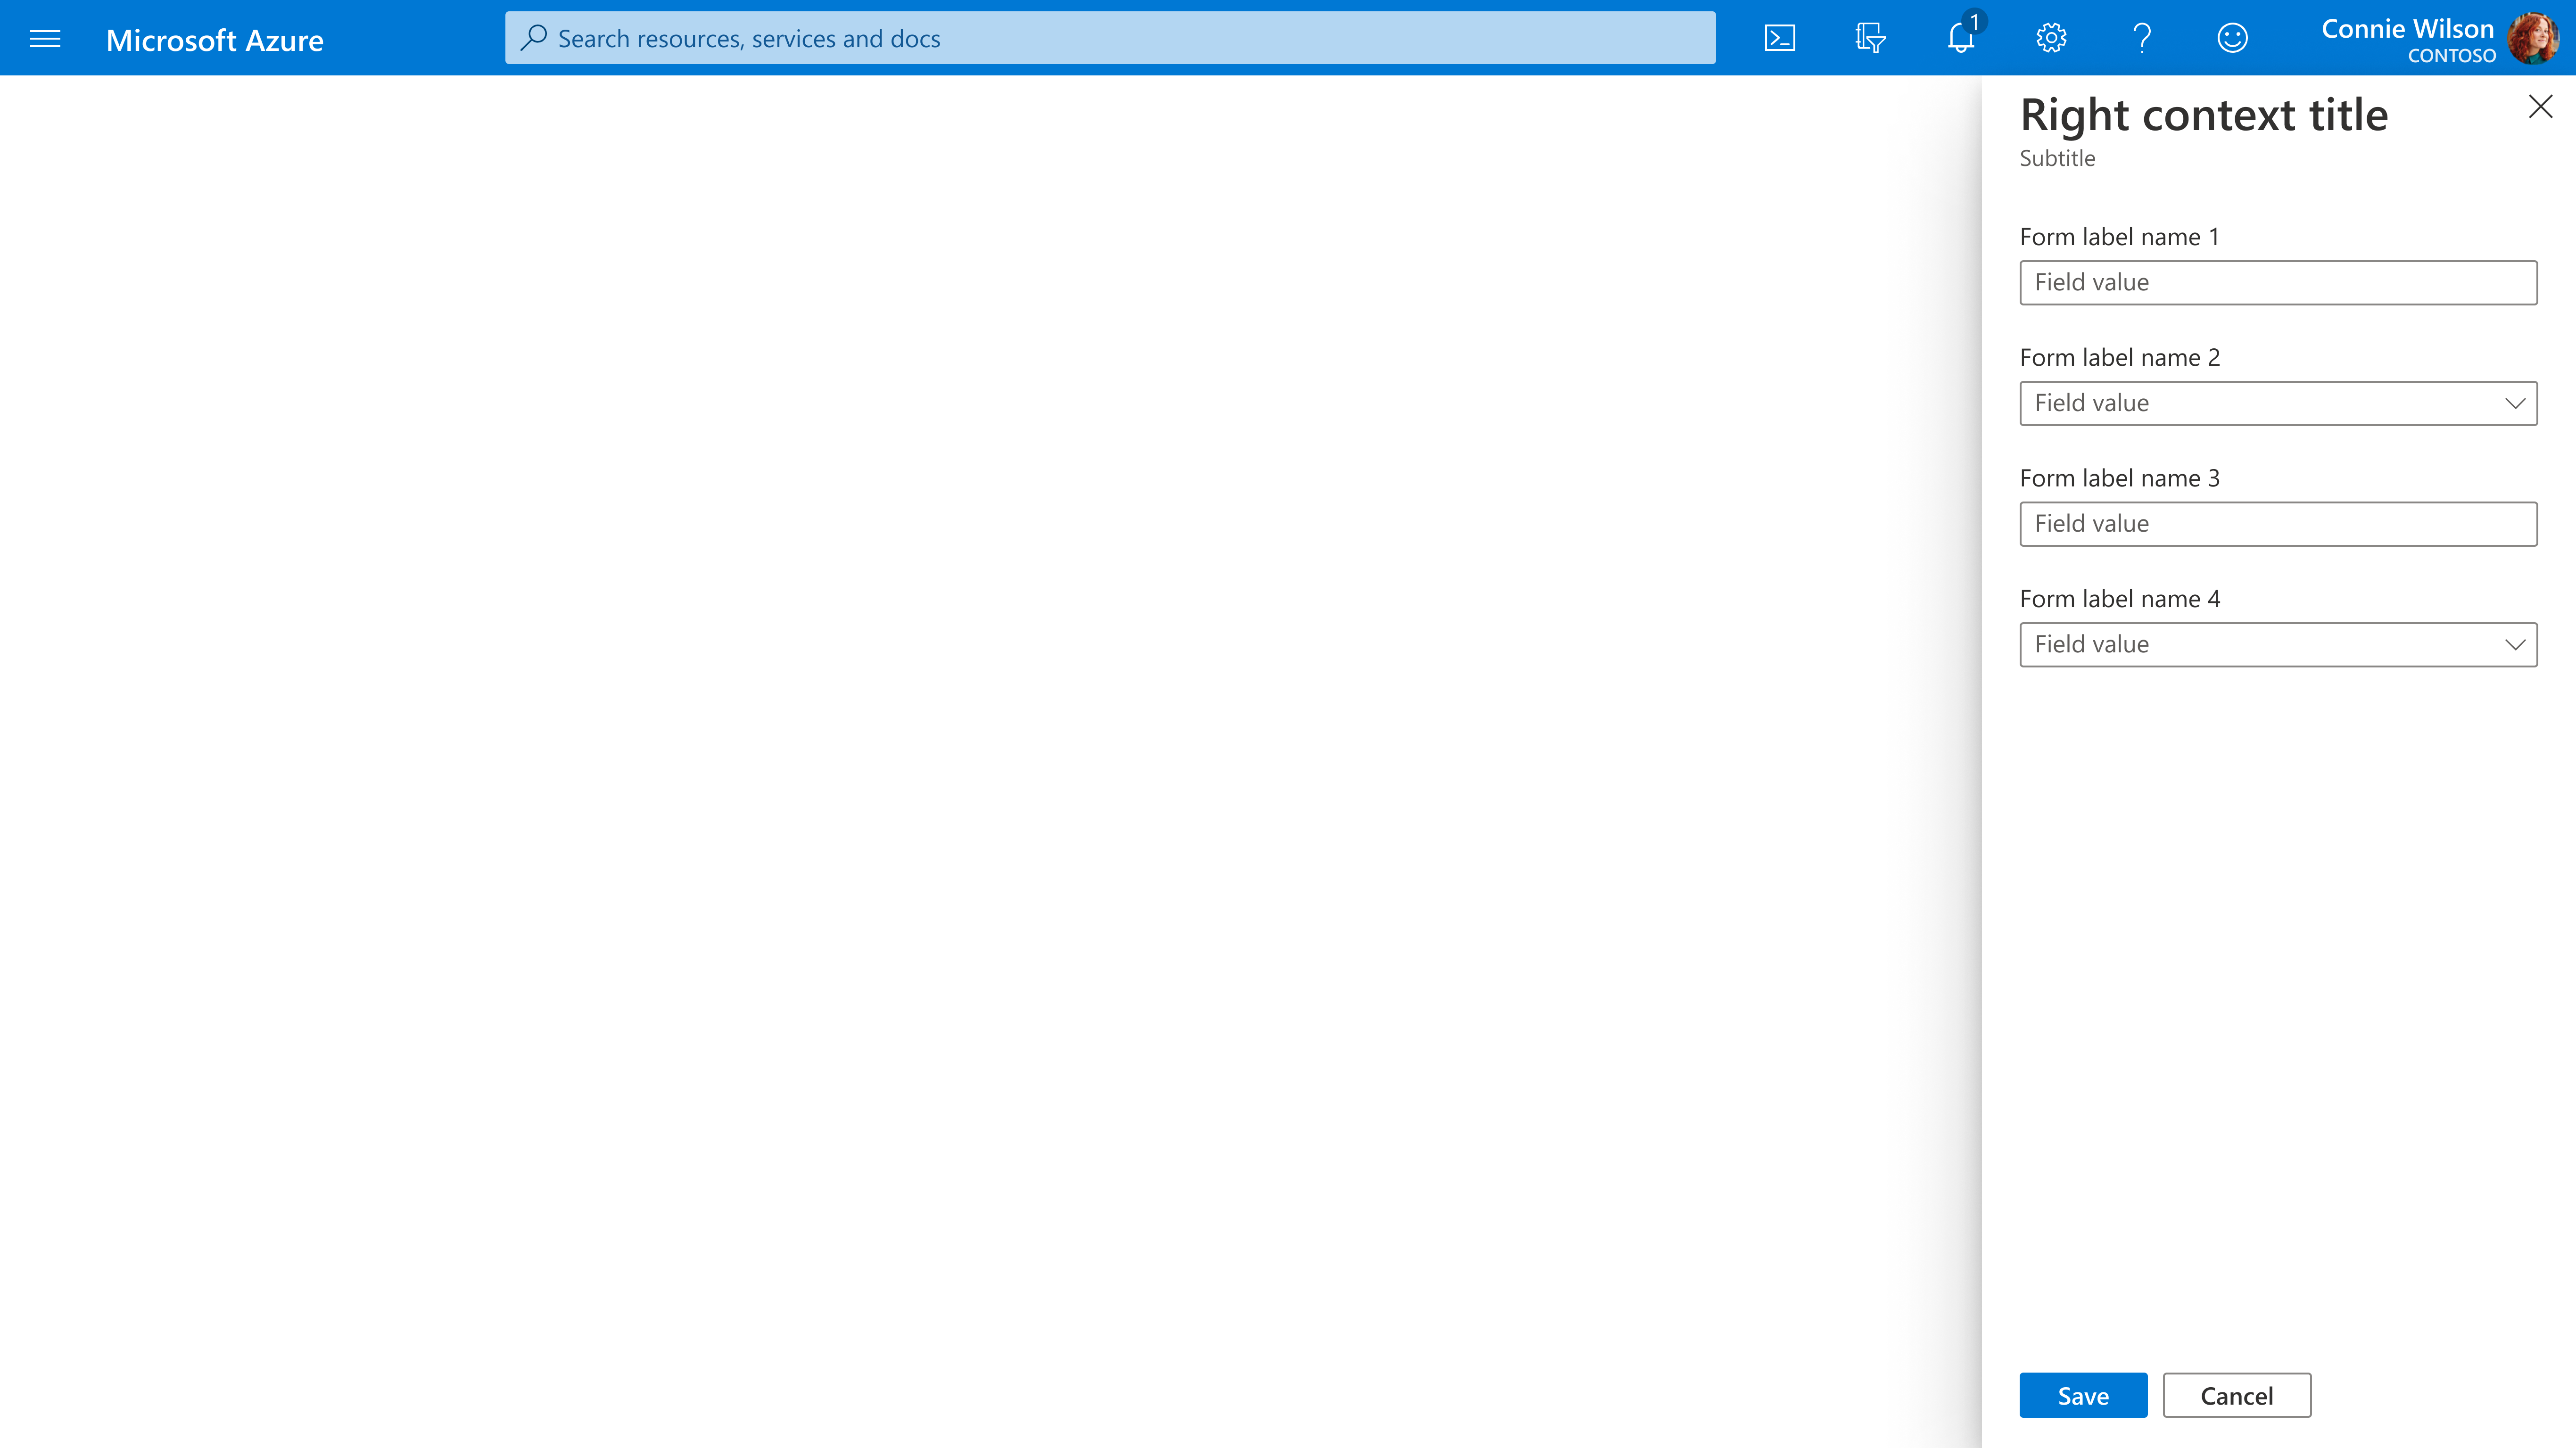 Microsoft Azure
Search resources, services and docs
1
Connie Wilson
CONTOSO
Right context title
Subtitle
Form label name 1
Field value
Form label name 2
Field value
Form label name 3
Field value
Form label name 4
Field value
Save
Cancel